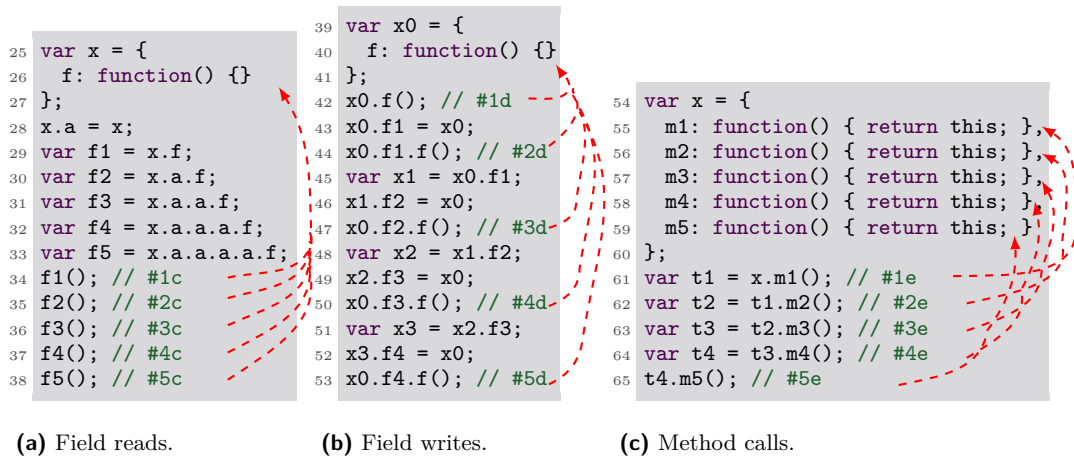 25 var x = {
26   f: function() {}
27 };
28 x.a = x;
29 var f1 = x.f;
30 var f2 = x.a.f;
31 var f3 = x.a.a.f;
32 var f4 = x.a.a.a.f;
33 var f5 = x.a.a.a.a.f;
34 f1(); // #1c
35 f2(); // #2c
36 f3(); // #3c
37 f4(); // #4c
38 f5(); // #5c
(a) Field reads.
39 var x0 = {
40   f: function() {}
41 };
42 x0.f(); // #1d
43 x0.f1 = x0;
44 x0.f1.f(); // #2d
45 var x1 = x0.f1;
46 x1.f2 = x0;
47 x0.f2.f(); // #3d
48 var x2 = x1.f2;
49 x2.f3 = x0;
50 x0.f3.f(); // #4d
51 var x3 = x2.f3;
52 x3.f4 = x0;
53 x0.f4.f(); // #5d
(b) Field writes.
54 var x = {
55   m1: function() { return this; },
56   m2: function() { return this; },
57   m3: function() { return this; },
58   m4: function() { return this; },
59   m5: function() { return this; }
60 };
61 var t1 = x.m1(); // #1e
62 var t2 = t1.m2(); // #2e
63 var t3 = t2.m3(); // #3e
64 var t4 = t3.m4(); // #4e
65 t4.m5(); // #5e
(c) Method calls.